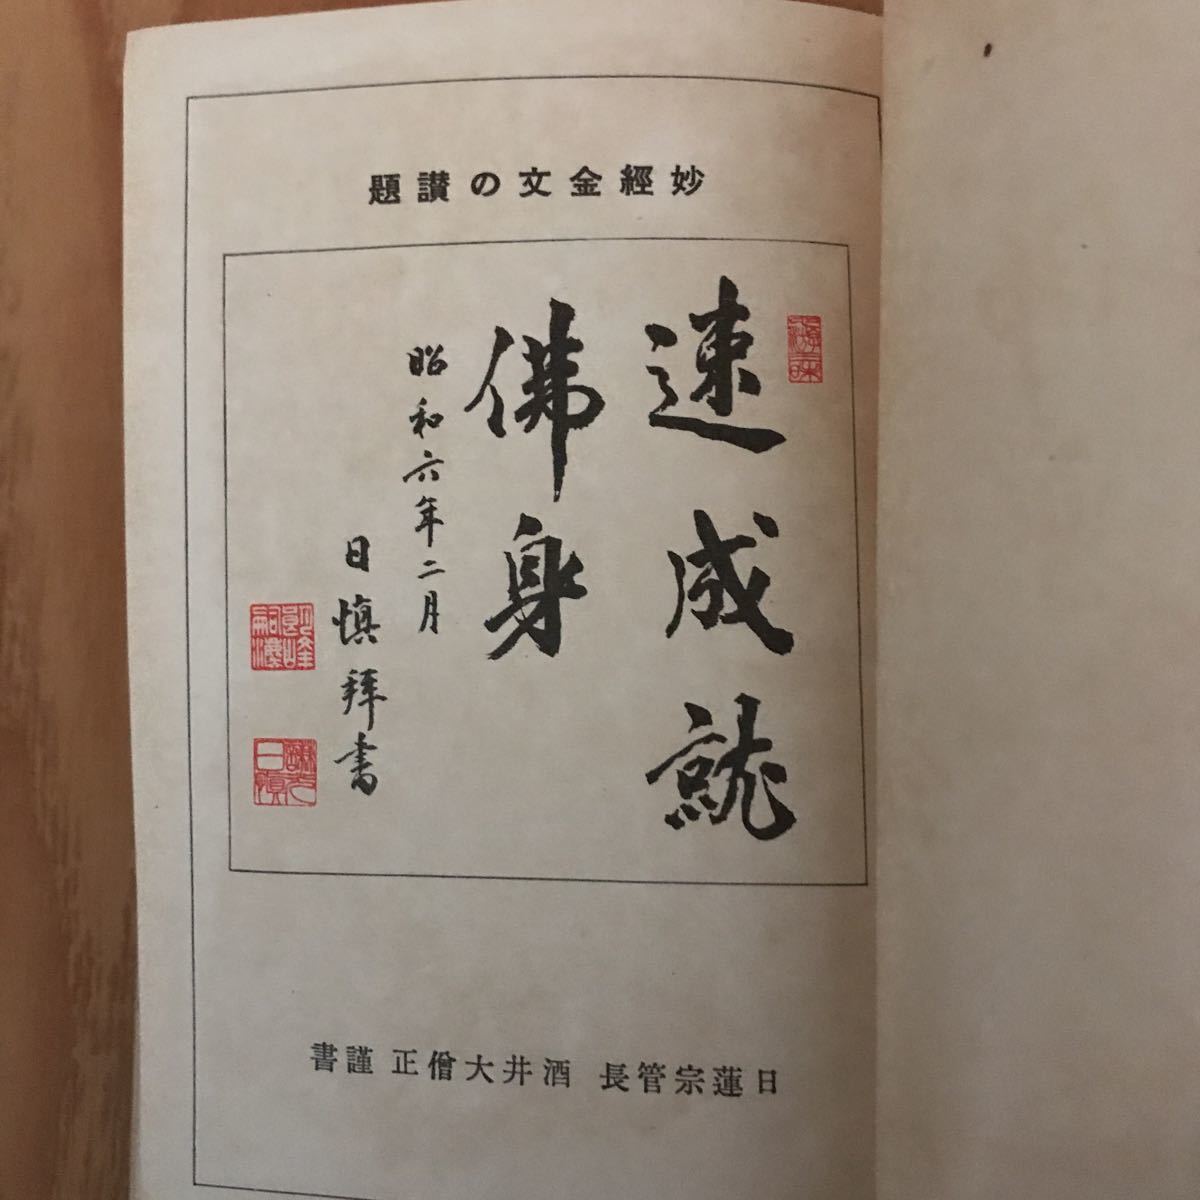 妙經金文の讃題
速成就
佛身
昭和六年二月
日慎拜書
日蓮宗管長 酒井大僧正 謹書